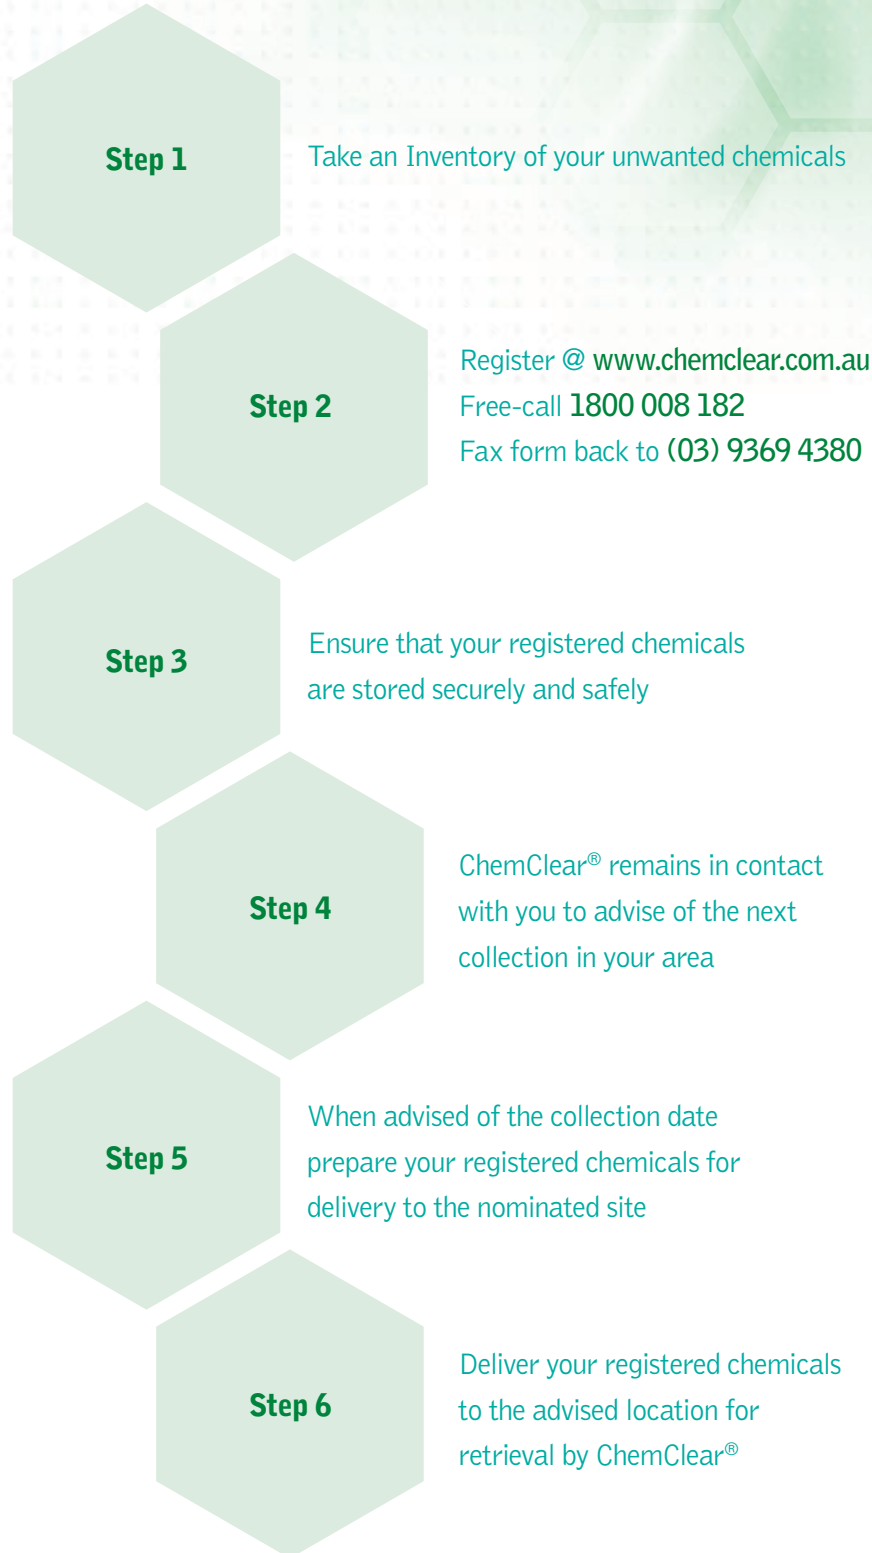 Step 1
Take an Inventory of your unwanted chemicals
Step 2
Register @ www.chemclear.com.au
Free-call 1800 008 182
Fax form back to (03) 9369 4380
Step 3
Ensure that your registered chemicals
are stored securely and safely
Step 4
ChemClear® remains in contact
with you to advise of the next
collection in your area
Step 5
When advised of the collection date
prepare your registered chemicals for
delivery to the nominated site
Step 6
Deliver your registered chemicals
to the advised location for
retrieval by ChemClear®